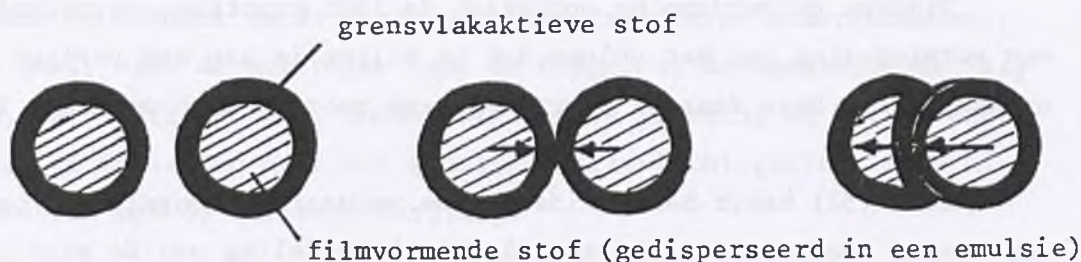 grensvlakaktieve stof
filmvormende stof (gedisperseerd in een emulsie)